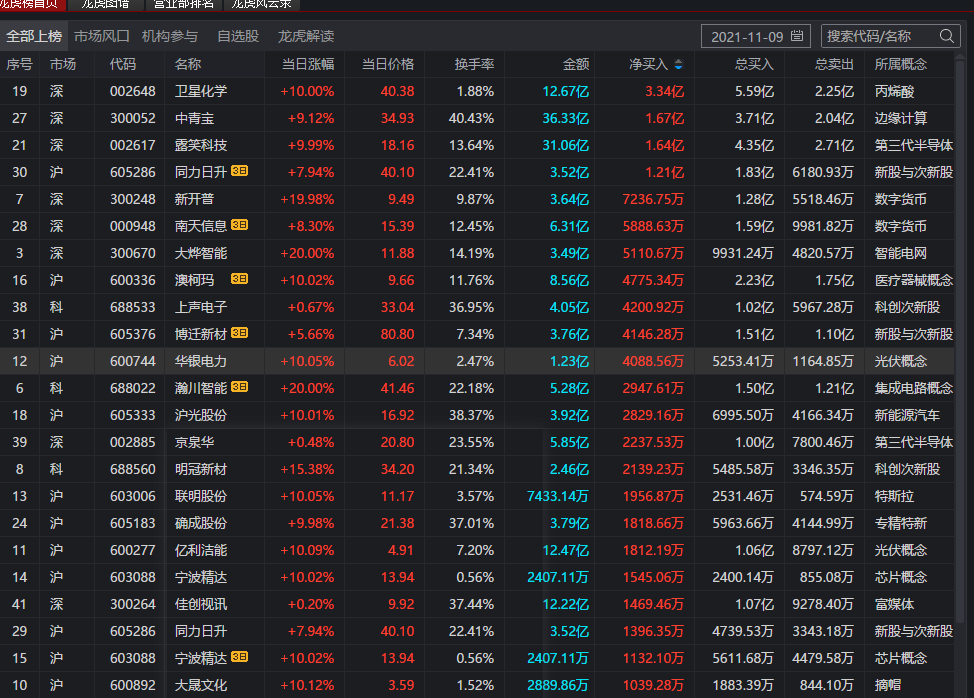 龙虎榜首页 龙虎图谱 营业部排名 龙虎风云录
全部上榜 市场风口 机构参与 自选股 龙虎解读 2021-11-09 搜索代码/名称
序号 市场 代码 名称 当日涨幅 当日价格 换手率 金额 净买入 总买入 总卖出 所属概念
19 深 002648 卫星化学 +10.00% 40.38 1.88% 12.67亿 3.34亿 5.59亿 2.25亿 丙烯酸
27 深 300052 中青宝 +9.12% 34.93 40.43% 36.33亿 1.67亿 3.71亿 2.04亿 边缘计算
21 深 002617 露笑科技 +9.99% 18.16 13.64% 31.06亿 1.64亿 4.35亿 2.71亿 第三代半导体
30 沪 605286 同力日升 3日 +7.94% 40.10 22.41% 3.52亿 1.21亿 1.83亿 6180.93万 新股与次新股
7 深 300248 新开普 +19.98% 9.49 9.87% 3.64亿 7236.75万 1.28亿 5518.46万 数字货币
28 深 000948 南天信息 3日 +8.30% 15.39 12.45% 6.31亿 5888.63万 1.59亿 9981.82万 数字货币
3 深 300670 大烨智能 +20.00% 11.88 14.19% 3.49亿 5110.67万 9931.24万 4820.57万 智能电网
16 沪 600336 澳柯玛 3日 +10.02% 9.66 11.76% 8.56亿 4775.34万 2.23亿 1.75亿 医疗器械概念
38 科 688533 上声电子 +0.67% 33.04 36.95% 4.05亿 4200.92万 1.02亿 5967.28万 科创次新股
31 沪 605376 博迁新材 3日 +5.66% 80.80 7.34% 3.76亿 4146.28万 1.51亿 1.10亿 新股与次新股
12 沪 600744 华银电力 +10.05% 6.02 2.47% 1.23亿 4088.56万 5253.41万 1164.85万 光伏概念
6 科 688022 瀚川智能 3日 +20.00% 41.46 22.18% 5.28亿 2947.61万 1.50亿 1.21亿 集成电路概念
18 沪 605333 沪光股份 +10.01% 16.92 38.37% 3.92亿 2829.16万 6995.50万 4166.34万 新能源汽车
39 深 002885 京泉华 +0.48% 20.80 23.55% 5.85亿 2237.53万 1.00亿 7800.46万 第三代半导体
8 科 688560 明冠新材 +15.38% 34.20 21.34% 2.46亿 2139.23万 5485.58万 3346.35万 科创次新股
13 沪 603006 联明股份 +10.05% 11.17 3.57% 7433.14万 1956.87万 2531.46万 574.59万 特斯拉
24 沪 605183 确成股份 +9.98% 21.38 37.01% 3.79亿 1818.66万 5963.66万 4144.99万 专精特新
11 沪 600277 亿利洁能 +10.09% 4.91 7.20% 12.47亿 1812.19万 1.06亿 8797.12万 光伏概念
14 沪 603088 宁波精达 +10.02% 13.94 0.56% 2407.11万 1545.06万 2400.14万 855.08万 芯片概念
41 深 300264 佳创视讯 +0.20% 9.92 37.44% 12.22亿 1469.46万 1.07亿 9278.40万 富媒体
29 沪 605286 同力日升 +7.94% 40.10 22.41% 3.52亿 1396.35万 4739.53万 3343.18万 新股与次新股
15 沪 603088 宁波精达 3日 +10.02% 13.94 0.56% 2407.11万 1132.10万 5611.68万 4479.58万 芯片概念
10 沪 600892 大晟文化 +10.12% 3.59 1.52% 2889.86万 1039.28万 1883.39万 844.10万 摘帽